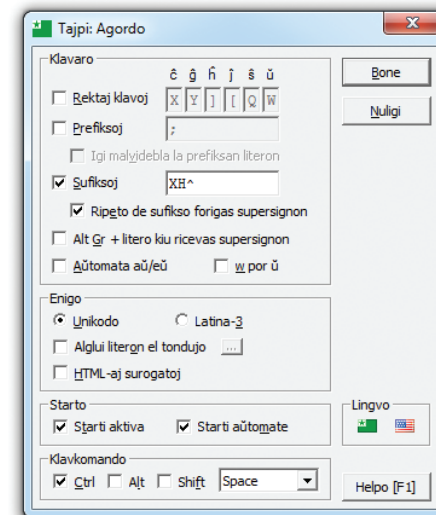 Tajpi: Agordo
Klavaro
ĉ ĝ ĥ ĵ ŝ ŭ
Rektaj klavoj X Y ] [ Q W
Prefiksoj ;
Igi malvidebla la prefiksan literon
Sufiksoj XH^
Ripeto de sufikso forigas supersignon
Alt Gr + litero kiu ricevas supersignon
Aŭtomata aŭ/eŭ w por ŭ
Bone
Nuligi
Enigo
Unikodo Latina-3
Alglui literon el tondujo ...
HTML-aj surogatoj
Starto
Starti aktiva Starti aŭtomate
Lingvo
Klavkomando
Ctrl Alt Shift Space
Helpo [F1]